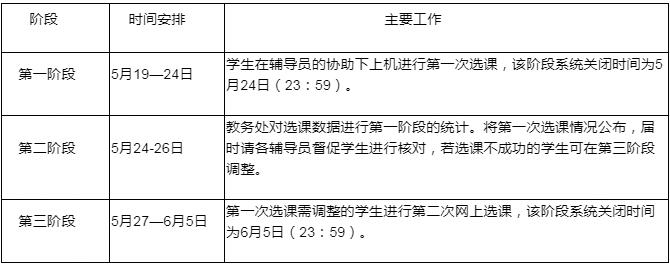 阶段 时间安排 主要工作
第一阶段 5月19—24日 学生在辅导员的协助下上机进行第一次选课，该阶段系统关闭时间为5
月24日（23：59）。
第二阶段 5月24-26日 教务处对选课数据进行第一阶段的统计。将第一次选课情况公布，届
时请各辅导员督促学生进行核对，若选课不成功的学生可在第三阶段
调整。
第三阶段 5月27—6月5日 第一次选课需调整的学生进行第二次网上选课，该阶段系统关闭时间
为6月5日（23：59）。